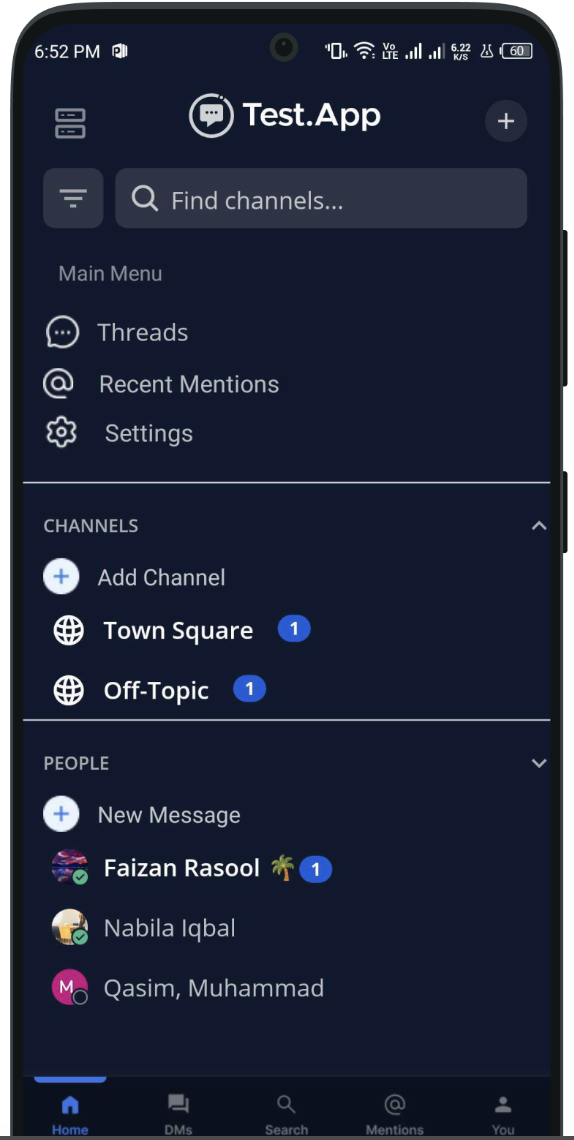 6:52 PM Vo LTE 6.22 K/S 60
Test.App
Find channels...
Main Menu
Threads
Recent Mentions
Settings
CHANNELS
Add Channel
Town Square 1
Off-Topic 1
PEOPLE
New Message
Faizan Rasool 🌴 1
Nabila Iqbal
M Qasim, Muhammad
Home DMs Search Mentions You